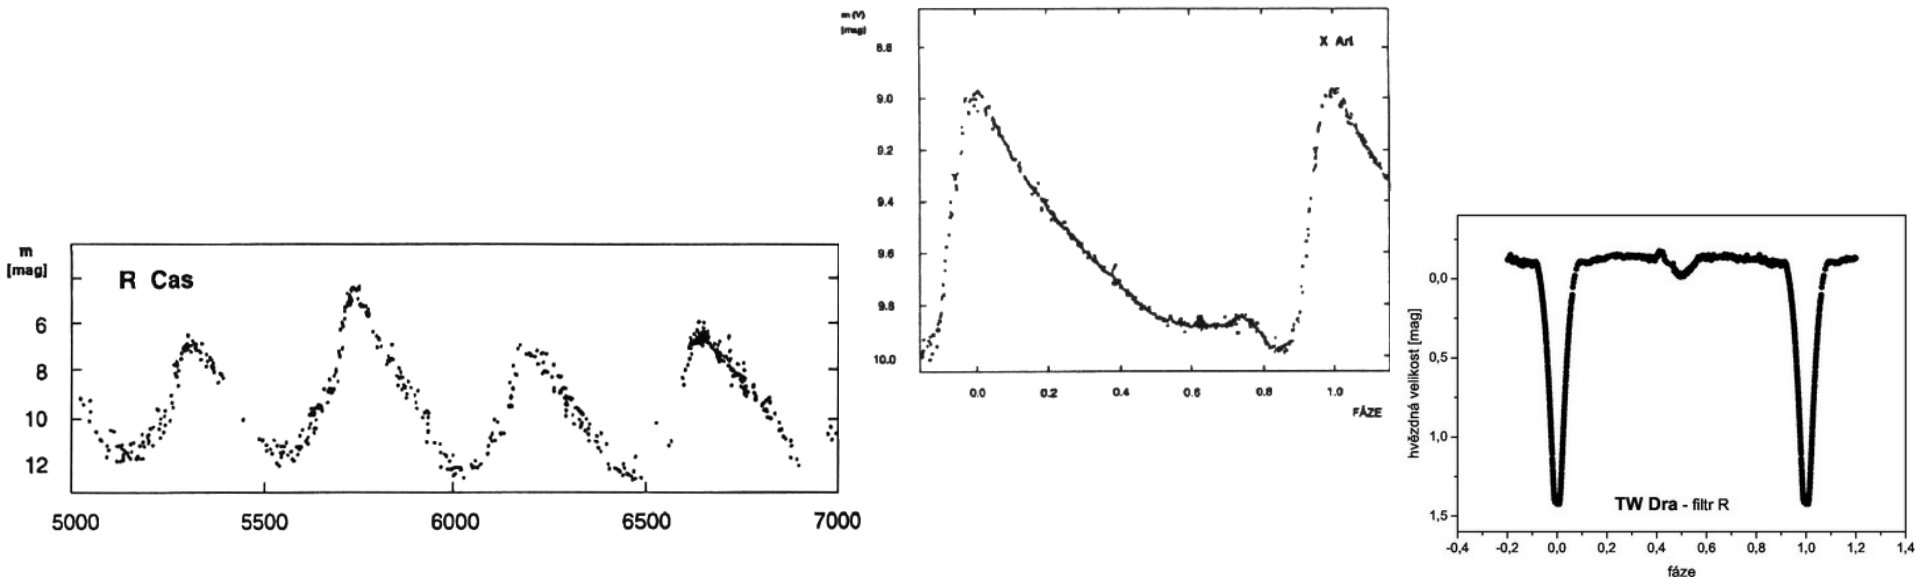 m
[mag]
R Cas
6
8
10
12
5000 5500 6000 6500 7000
m (V)
[mag]
X Ari
8.8
9.0
9.2
9.4
9.6
9.8
10.0
0.0 0.2 0.4 0.6 0.8 1.0
FÁZE
hvězdná velikost [mag]
0,0
0,5
1,0
1,5
TW Dra - filtr R
-0,4 -0,2 0,0 0,2 0,4 0,6 0,8 1,0 1,2 1,4
fáze